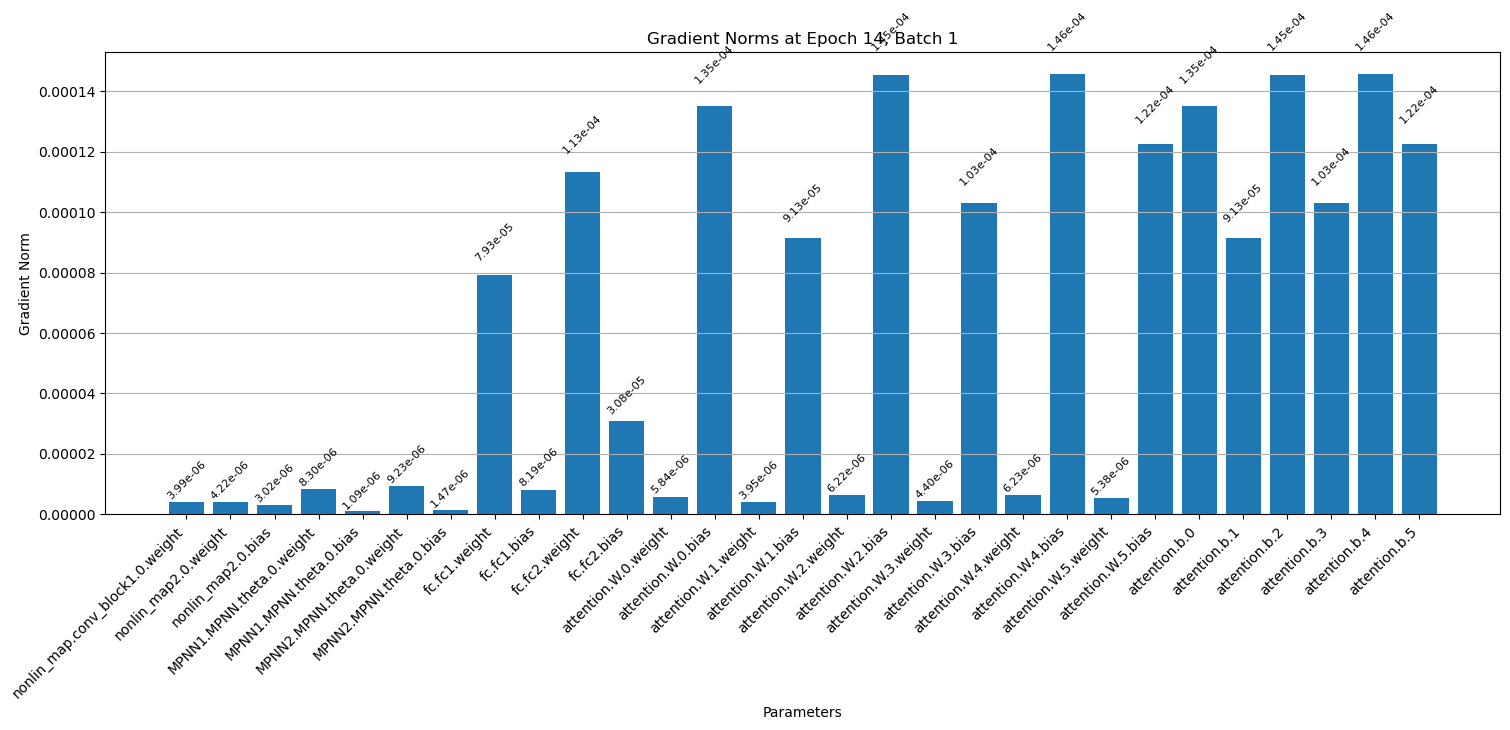 Gradient Norms at Epoch 14, Batch 1
Gradient Norm
0.00014
0.00012
0.00010
0.00008
0.00006
0.00004
0.00002
0.00000
3.99e-06
4.22e-06
3.02e-06
8.30e-06
1.09e-06
9.23e-06
1.47e-06
7.93e-05
8.19e-06
1.13e-04
3.08e-05
5.84e-06
1.35e-04
3.95e-06
9.13e-05
6.22e-06
1.45e-04
4.40e-06
1.03e-04
6.23e-06
1.46e-04
5.38e-06
1.22e-04
1.35e-04
9.13e-05
1.45e-04
1.03e-04
1.46e-04
1.22e-04
nonlin_map.conv_block1.0.weight
nonlin_map2.0.weight
nonlin_map2.0.bias
MPNN1.MPNN.theta.0.weight
MPNN1.MPNN.theta.0.bias
MPNN2.MPNN.theta.0.weight
MPNN2.MPNN.theta.0.bias
fc.fc1.weight
fc.fc1.bias
fc.fc2.weight
fc.fc2.bias
attention.W.0.weight
attention.W.0.bias
attention.W.1.weight
attention.W.1.bias
attention.W.2.weight
attention.W.2.bias
attention.W.3.weight
attention.W.3.bias
attention.W.4.weight
attention.W.4.bias
attention.W.5.weight
attention.W.5.bias
attention.b.0
attention.b.1
attention.b.2
attention.b.3
attention.b.4
attention.b.5
Parameters